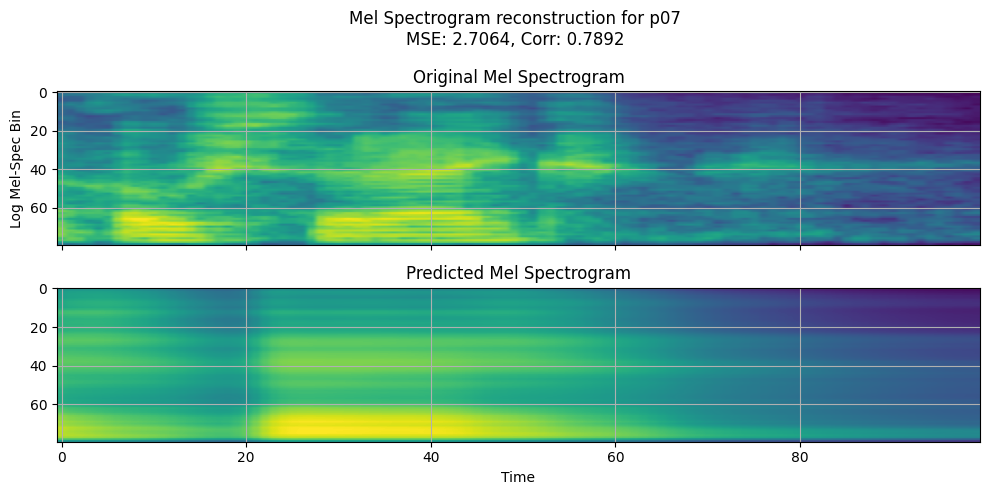 Mel Spectrogram reconstruction for p07
MSE: 2.7064, Corr: 0.7892
Original Mel Spectrogram
0
20
40
60
Log Mel-Spec Bin
Predicted Mel Spectrogram
0
20
40
60
0 20 40 60 80
Time